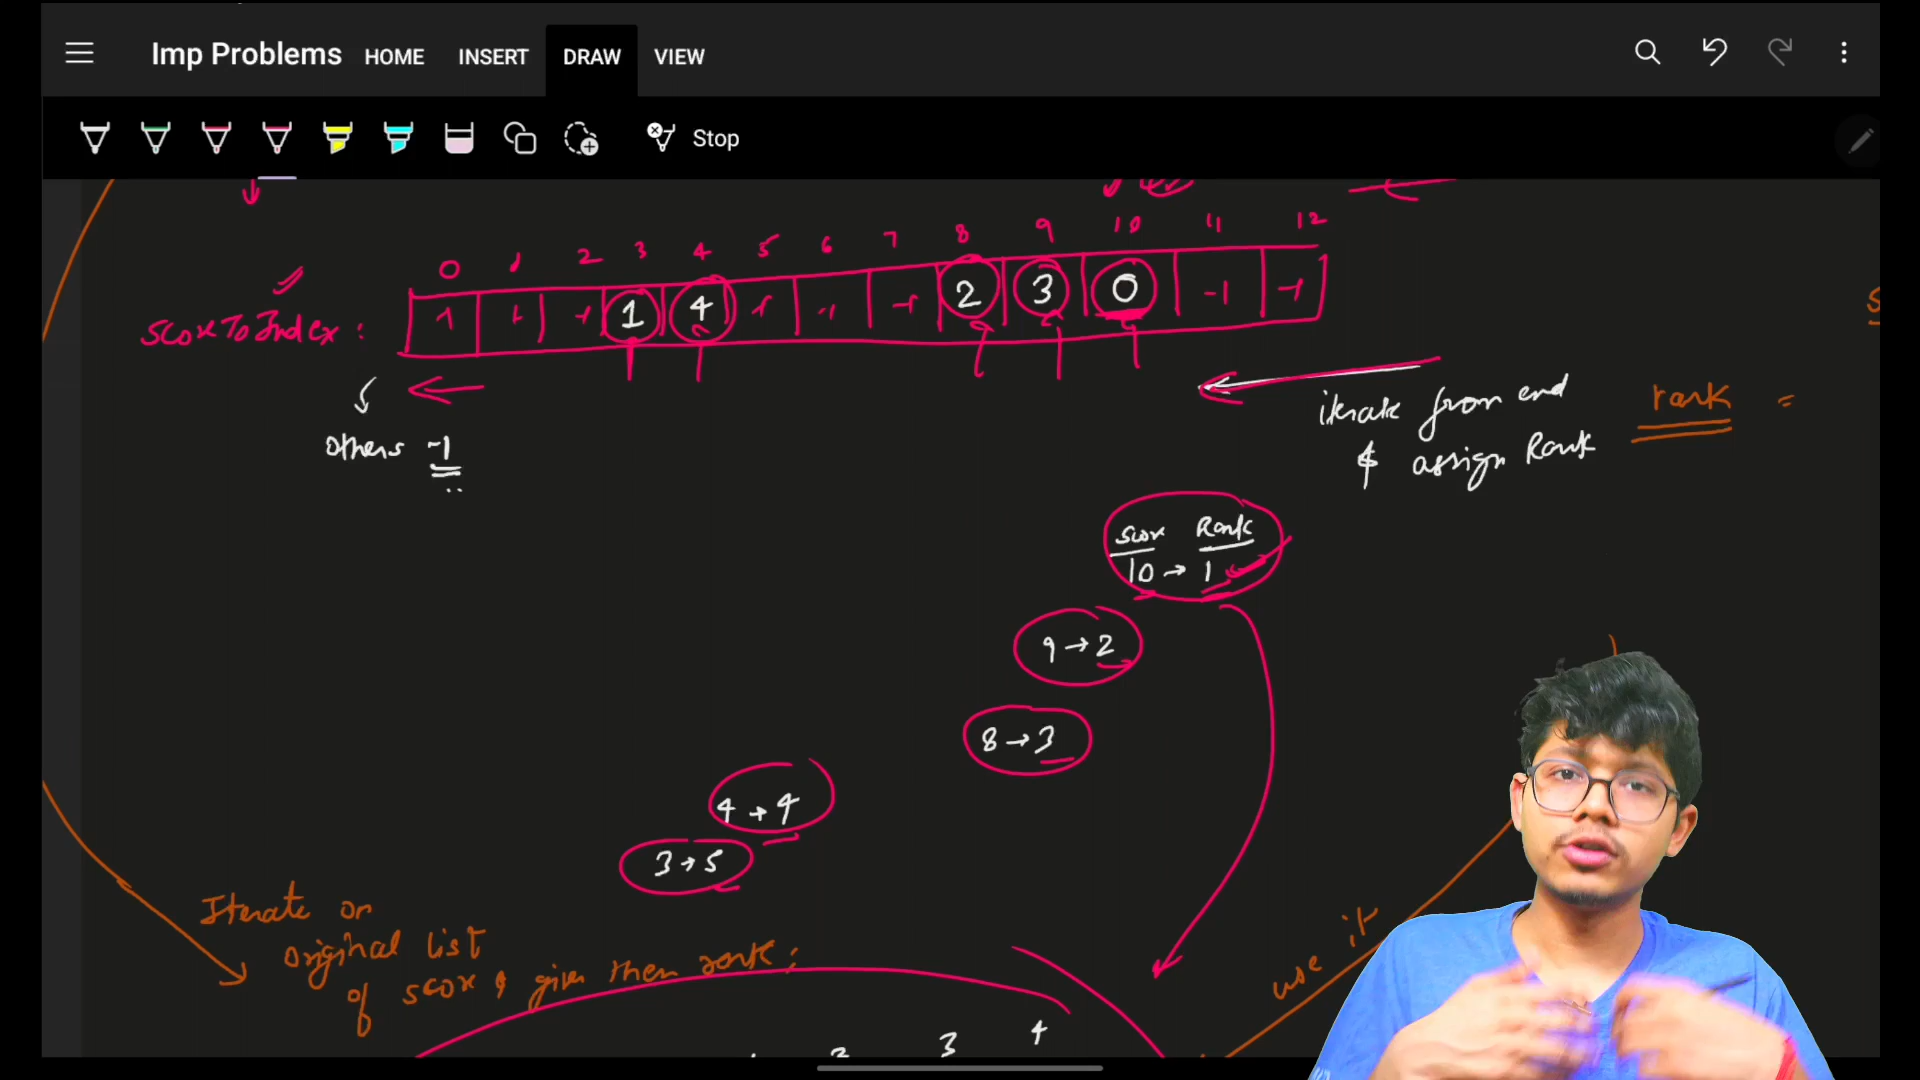 Imp Problems HOME INSERT DRAW VIEW
Stop
0 1 2 3 4 5 6 7 8 9 10 11 12
ScoreToIndex : -1 -1 -1 1 4 -1 -1 -1 2 3 0 -1 -1
others -1
iterate from end
& assign Rank
rank =
Score Rank
10 → 1
9 → 2
8 → 3
4 → 4
3 → 5
Iterate on
original list
of score & given them rank :
use it
3 4